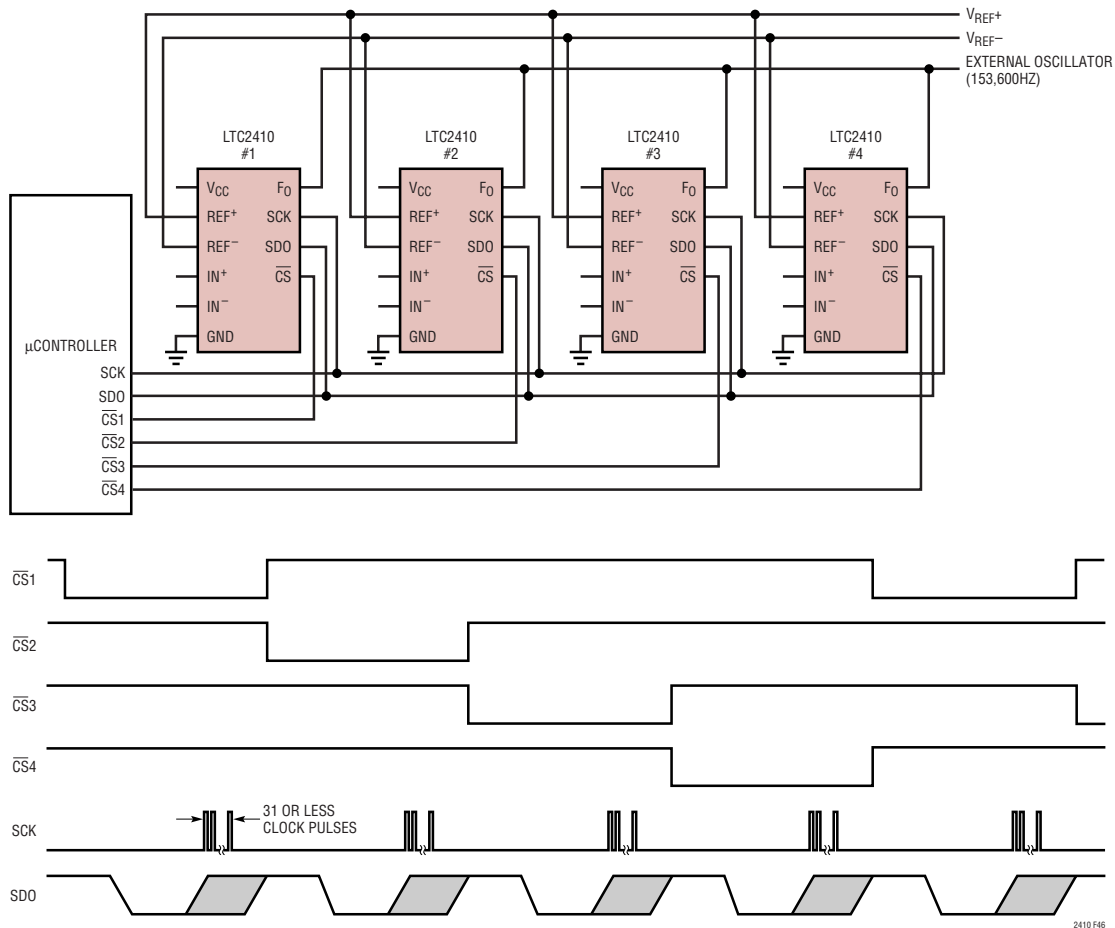 VREF+
VREF−
EXTERNAL OSCILLATOR
(153,600HZ)
LTC2410
#1
LTC2410
#2
LTC2410
#3
LTC2410
#4
VCC FO
REF+ SCK
REF− SDO
IN+ CS
IN−
GND
VCC FO
REF+ SCK
REF− SDO
IN+ CS
IN−
GND
VCC FO
REF+ SCK
REF− SDO
IN+ CS
IN−
GND
VCC FO
REF+ SCK
REF− SDO
IN+ CS
IN−
GND
µCONTROLLER
SCK
SDO
CS1
CS2
CS3
CS4
CS1
CS2
CS3
CS4
SCK
31 OR LESS
CLOCK PULSES
SDO
2410 F46